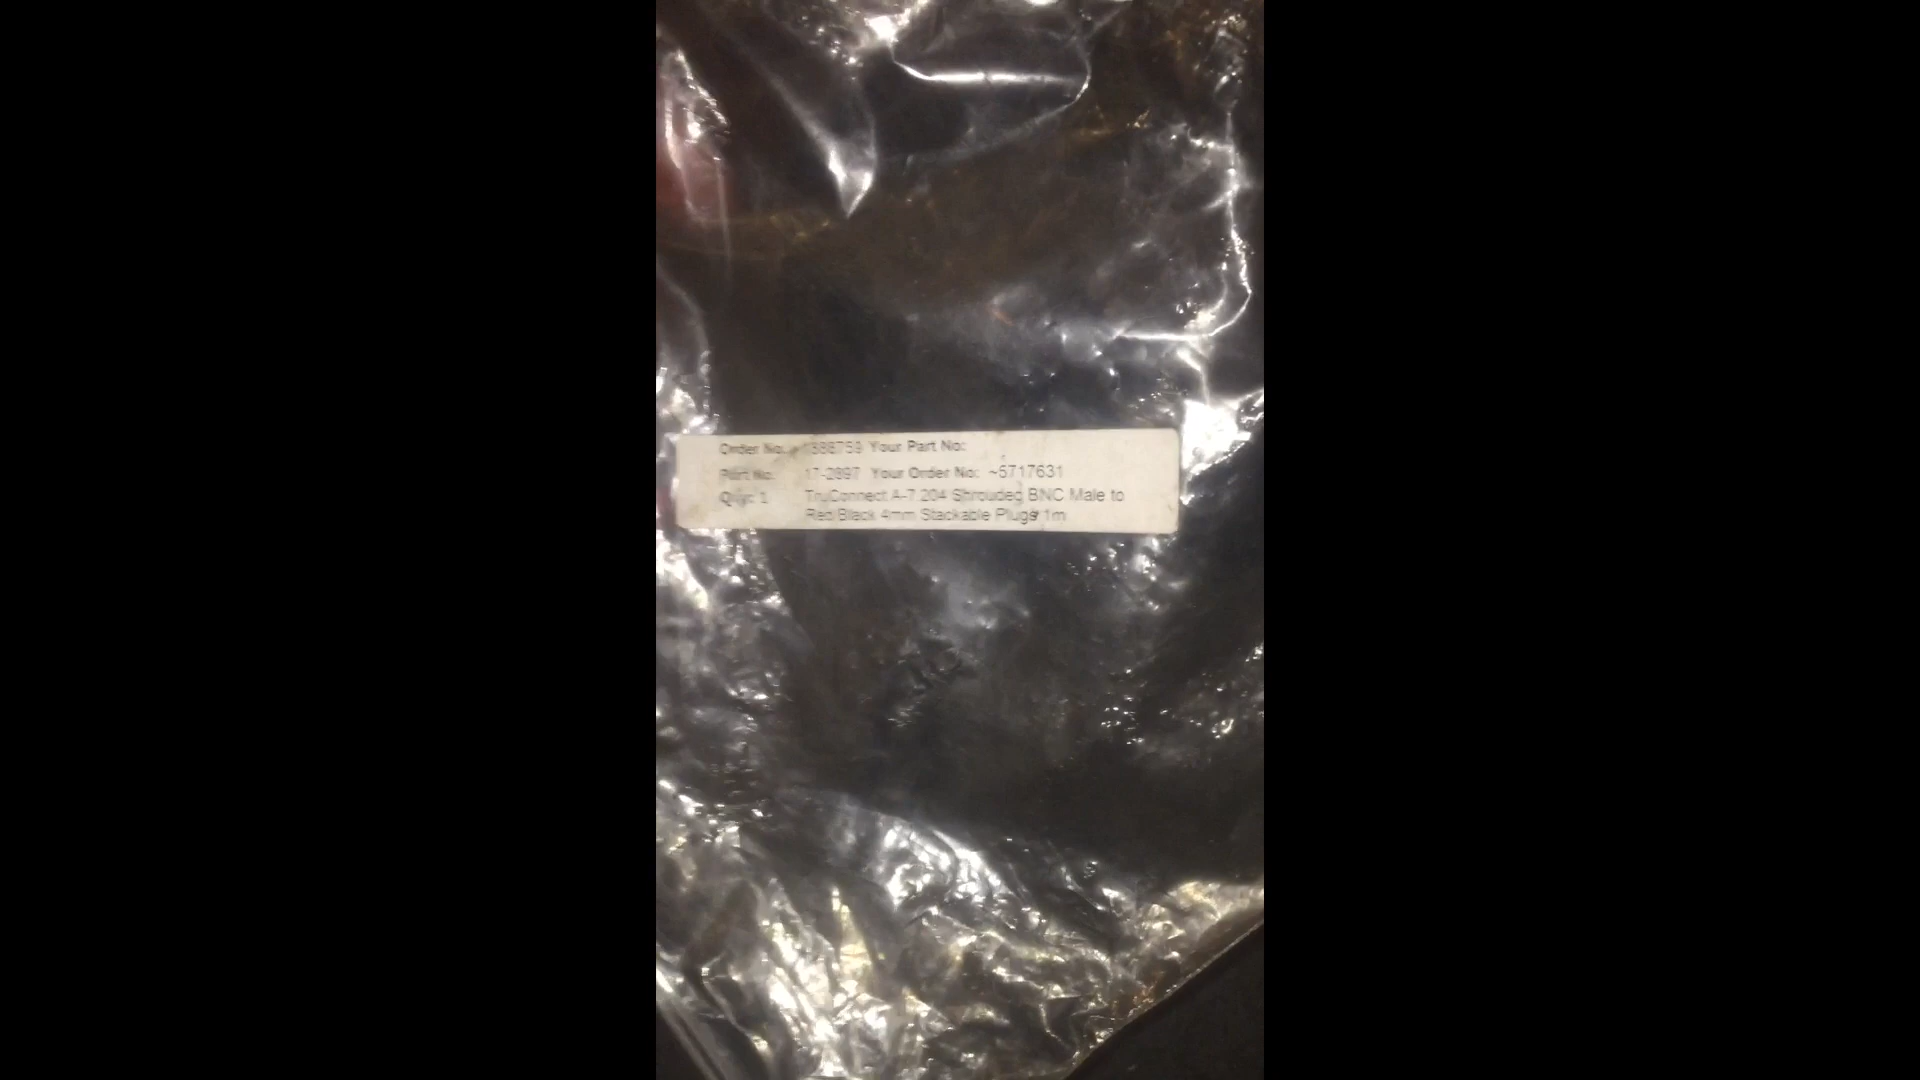 Order No: 1888759 Your Part No:
Part No. 17-2897 Your Order No: ~5717631
Qty: 1 TruConnect A-7.204 Shrouded BNC Male to
Red/Black 4mm Stackable Plugs 1m